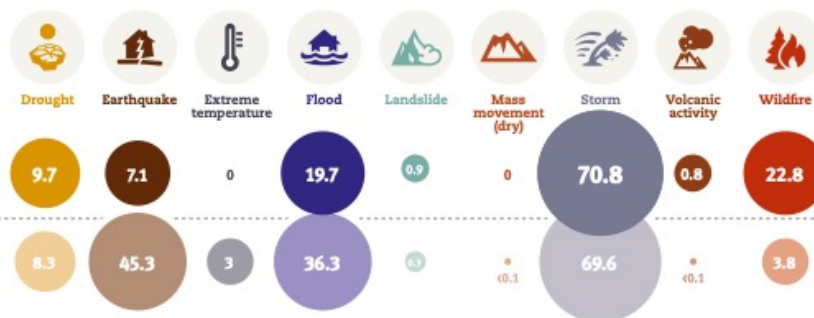 Drought
Earthquake
Extreme
temperature
Flood
Landslide
Mass
movement
(dry)
Storm
Volcanic
activity
Wildfire
9.7
7.1
0
19.7
0.9
0
70.8
0.8
22.8
8.3
45.3
3
36.3
0.3
<0.1
69.6
<0.1
3.8